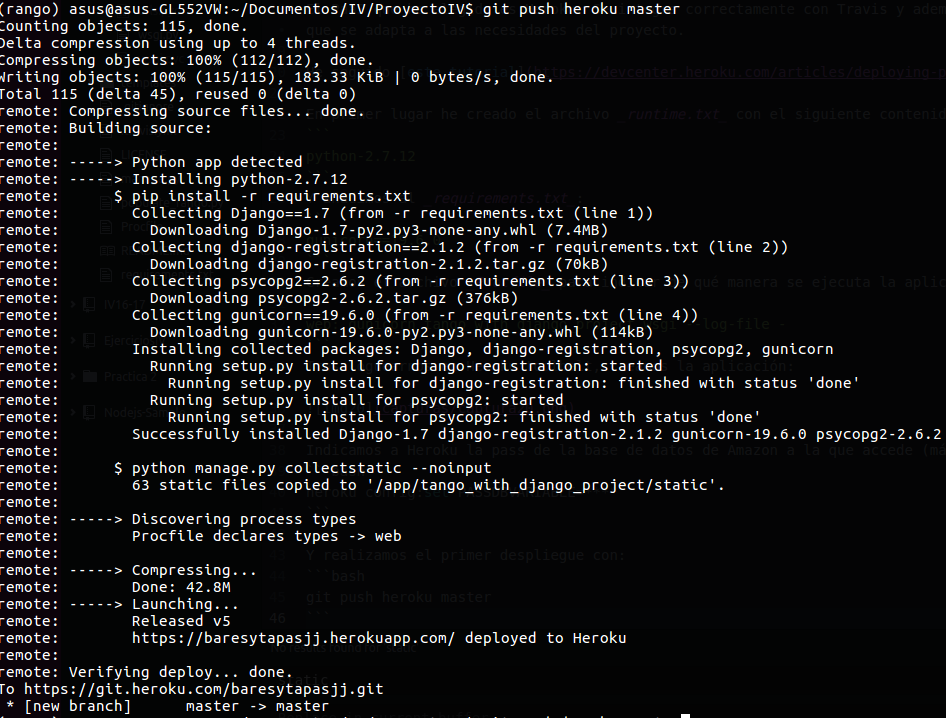 (rango) asus@asus-GL552VW:~/Documentos/IV/ProyectoIV$ git push heroku master
Counting objects: 115, done.
Delta compression using up to 4 threads.
Compressing objects: 100% (112/112), done.
Writing objects: 100% (115/115), 183.33 KiB | 0 bytes/s, done.
Total 115 (delta 45), reused 0 (delta 0)
remote: Compressing source files... done.
remote: Building source:
remote:
remote: -----> Python app detected
remote: -----> Installing python-2.7.12
remote:      $ pip install -r requirements.txt
remote:        Collecting Django==1.7 (from -r requirements.txt (line 1))
remote:          Downloading Django-1.7-py2.py3-none-any.whl (7.4MB)
remote:        Collecting django-registration==2.1.2 (from -r requirements.txt (line 2))
remote:          Downloading django-registration-2.1.2.tar.gz (70kB)
remote:        Collecting psycopg2==2.6.2 (from -r requirements.txt (line 3))
remote:          Downloading psycopg2-2.6.2.tar.gz (376kB)
remote:        Collecting gunicorn==19.6.0 (from -r requirements.txt (line 4))
remote:          Downloading gunicorn-19.6.0-py2.py3-none-any.whl (114kB)
remote:        Installing collected packages: Django, django-registration, psycopg2, gunicorn
remote:          Running setup.py install for django-registration: started
remote:            Running setup.py install for django-registration: finished with status 'done'
remote:          Running setup.py install for psycopg2: started
remote:            Running setup.py install for psycopg2: finished with status 'done'
remote:        Successfully installed Django-1.7 django-registration-2.1.2 gunicorn-19.6.0 psycopg2-2.6.2
remote:
remote:      $ python manage.py collectstatic --noinput
remote:        63 static files copied to '/app/tango_with_django_project/static'.
remote:
remote: -----> Discovering process types
remote:        Procfile declares types -> web
remote:
remote: -----> Compressing...
remote:        Done: 42.8M
remote: -----> Launching...
remote:        Released v5
remote:        https://baresytapasjj.herokuapp.com/ deployed to Heroku
remote:
remote: Verifying deploy... done.
To https://git.heroku.com/baresytapasjj.git
 * [new branch]      master -> master